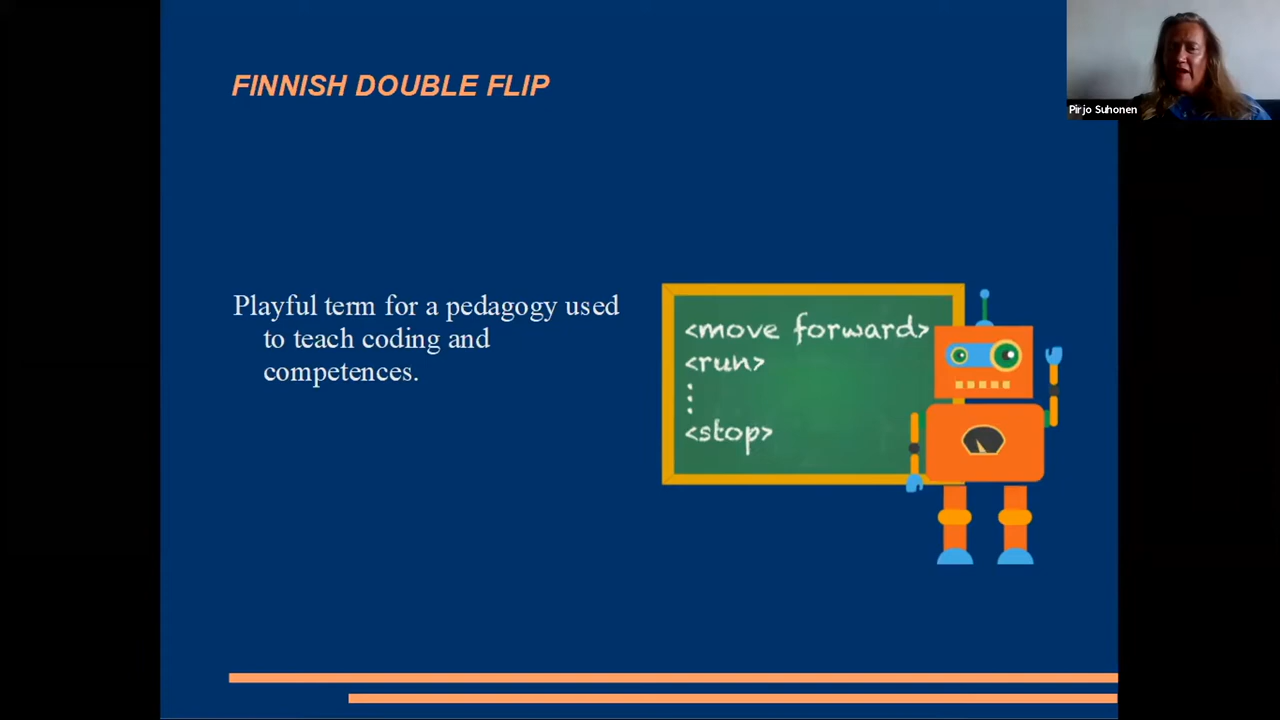 FINNISH DOUBLE FLIP
Pirjo Suhonen
Playful term for a pedagogy used
to teach coding and
competences.
<move forward>
<run>
⋮
<stop>